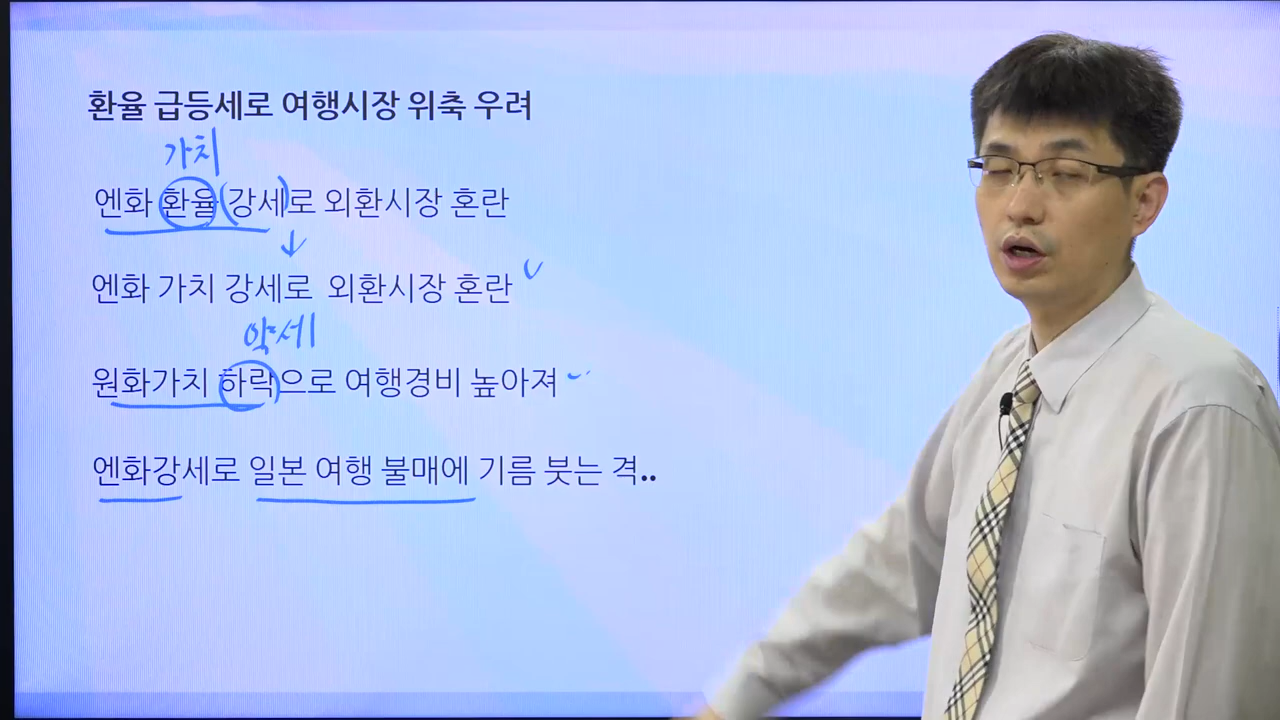 환율 급등세로 여행시장 위축 우려
가치
엔화 환율(강세)로 외환시장 혼란
↓
엔화 가치 강세로 외환시장 혼란
약세
원화가치 하락으로 여행경비 높아져
엔화강세로 일본 여행 불매에 기름 붓는 격..